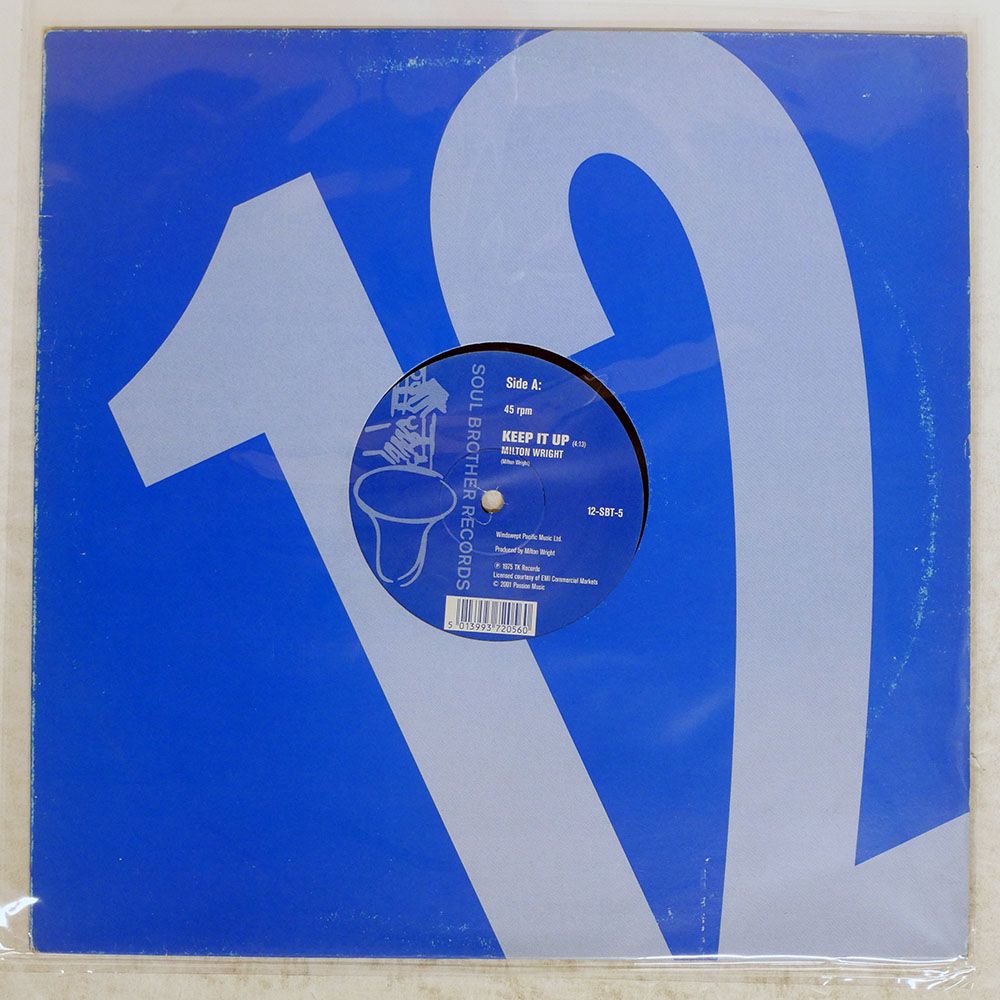 12
SOUL BROTHER RECORDS
Side A:
45 rpm
KEEP IT UP (4:13)
MILTON WRIGHT
(Milton Wright)
12-SBT-5
Windswept Pacific Music Ltd.
Produced by Milton Wright
℗ 1975 TK Records
Licensed courtesy of EMI Commercial Markets
© 2001 Passion Music
5 013993 720560